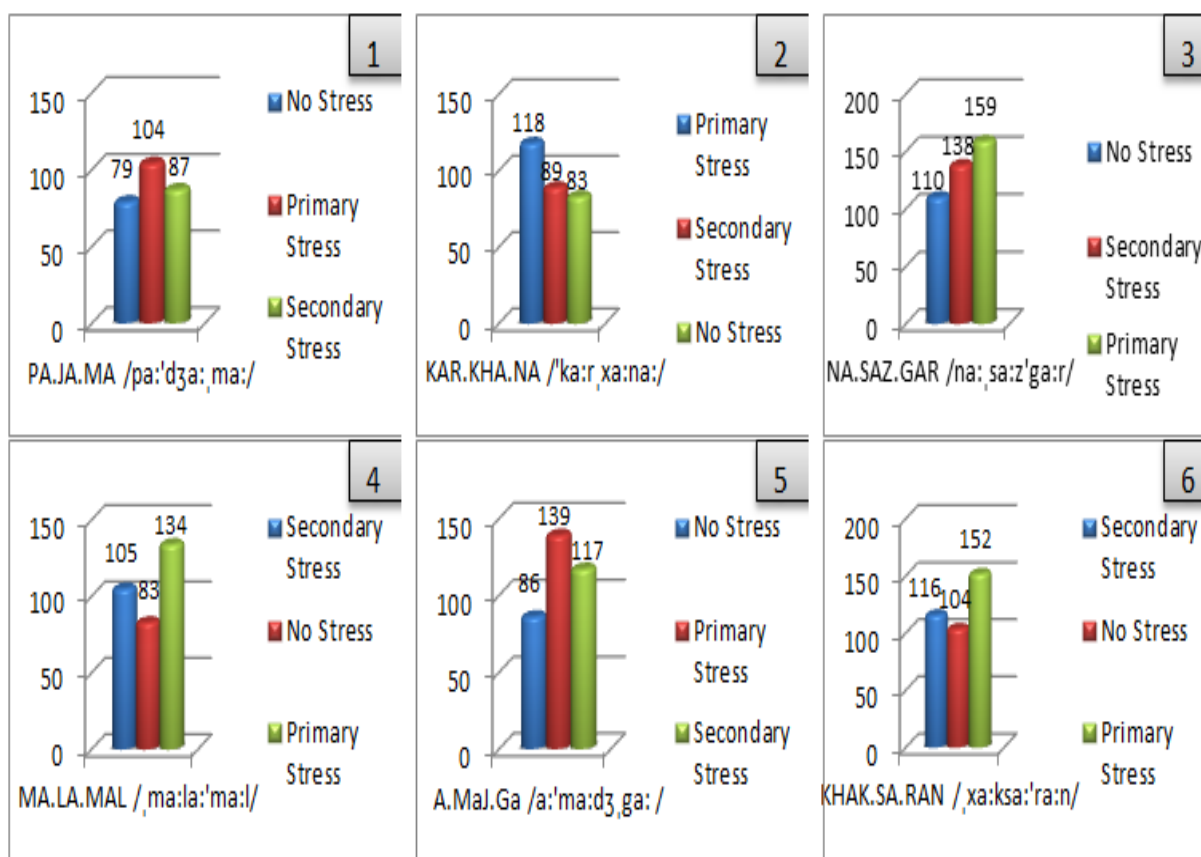 1
150
100
50
0
79
104
87
No Stress
Primary
Stress
Secondary
Stress
PA.JA.MA /pa:'dʒa:ˌma:/
2
150
100
50
0
118
89
83
Primary
Stress
Secondary
Stress
No Stress
KAR.KHA.NA /'ka:rˌxa:na:/
3
200
150
100
50
0
110
138
159
No Stress
Secondary
Stress
Primary
Stress
NA.SAZ.GAR /na:ˌsa:z'ga:r/
4
150
100
50
0
105
83
134
Secondary
Stress
No Stress
Primary
Stress
MA.LA.MAL /ˌma:la:'ma:l/
5
150
100
50
0
86
139
117
No Stress
Primary
Stress
Secondary
Stress
A.MaJ.Ga /a:'ma:dʒˌga: /
6
200
150
100
50
0
116
104
152
Secondary
Stress
No Stress
Primary
Stress
KHAK.SA.RAN /ˌxa:ksa:'ra:n/